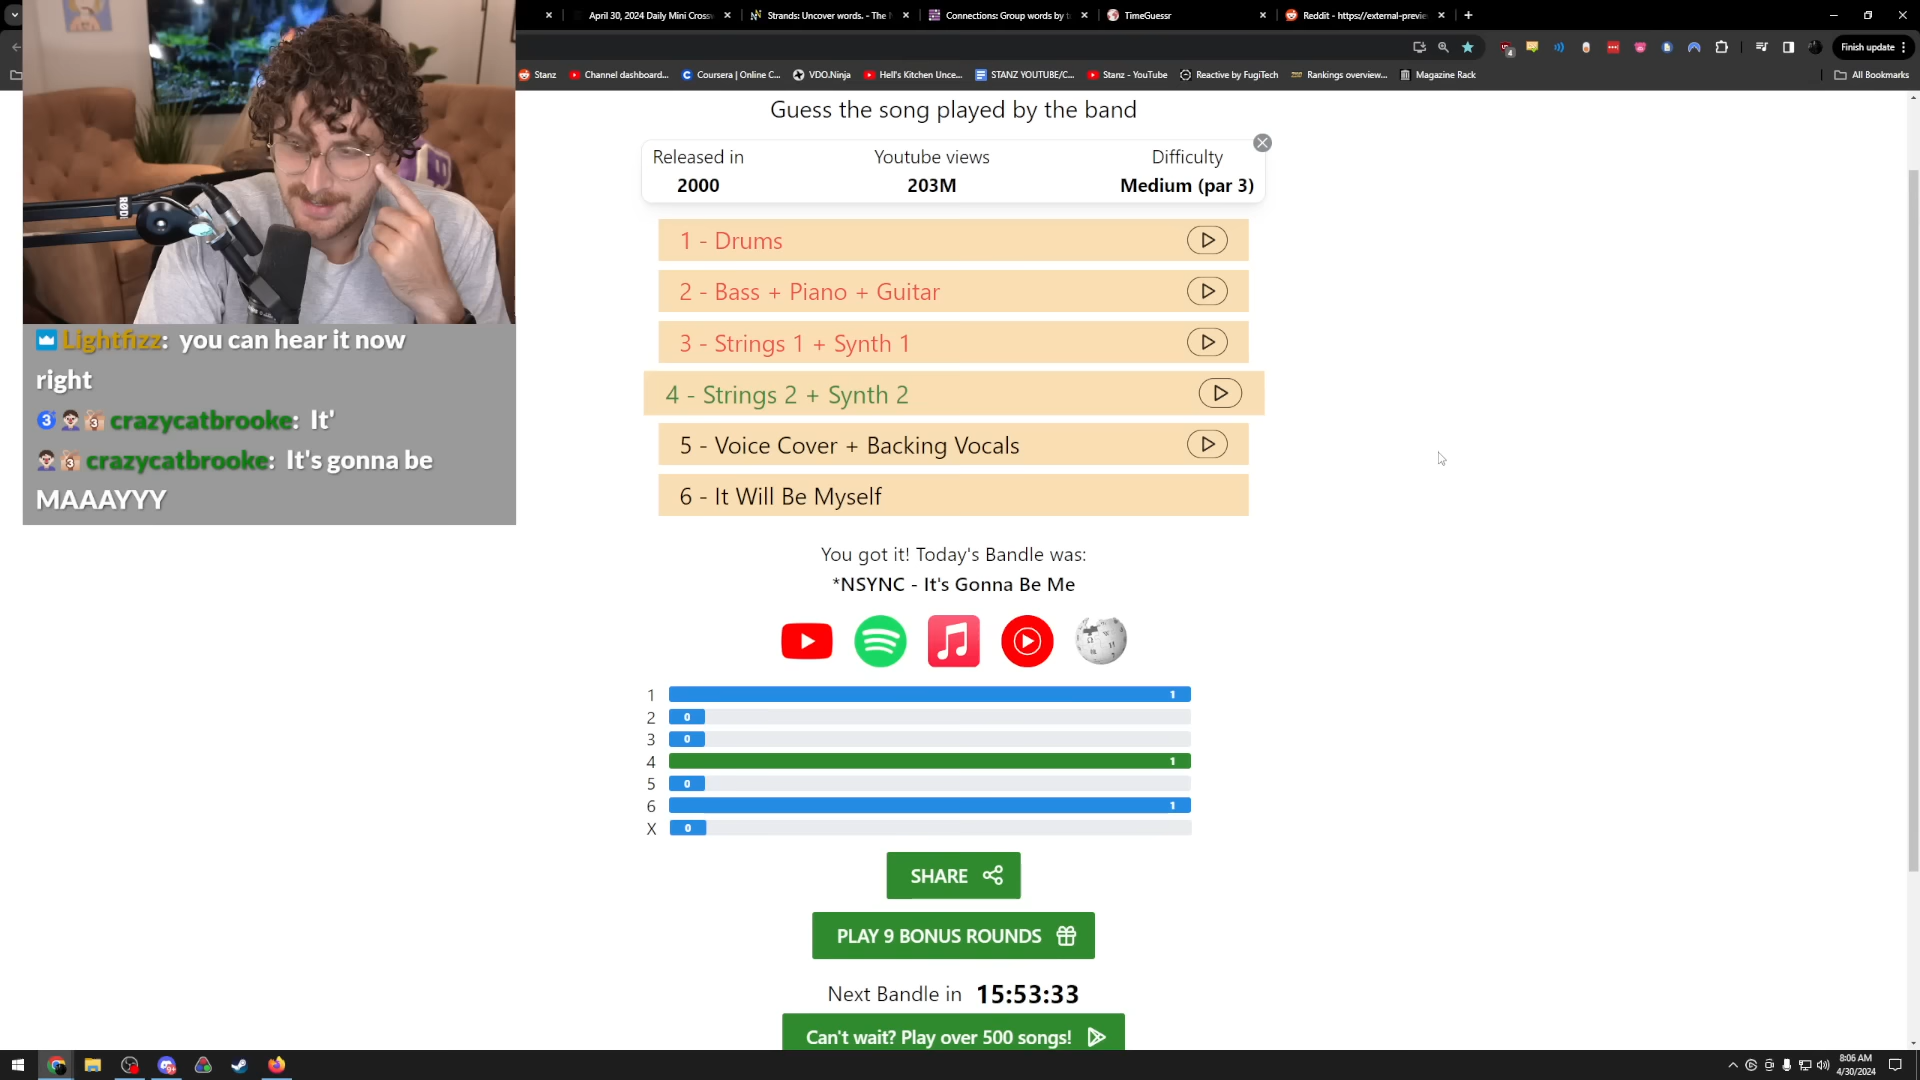 April 30, 2024 Daily Mini Cross
Strands: Uncover words. - The
Connections: Group words by
TimeGuessr
Reddit - https://external-previe
Finish update
Stanz
Channel dashboard...
Coursera | Online C...
VDO.Ninja
Hell's Kitchen Unce...
STANZ YOUTUBE/C...
Stanz - YouTube
Reactive by FugiTech
Rankings overview...
Magazine Rack
All Bookmarks
Guess the song played by the band
Released in
2000
Youtube views
203M
Difficulty
Medium (par 3)
1 - Drums
2 - Bass + Piano + Guitar
3 - Strings 1 + Synth 1
4 - Strings 2 + Synth 2
5 - Voice Cover + Backing Vocals
6 - It Will Be Myself
RØDE
Lightfizz: you can hear it now
right
3 3 crazycatbrooke: It'
3 crazycatbrooke: It's gonna be
MAAAYYY
You got it! Today's Bandle was:
*NSYNC - It's Gonna Be Me
1 1
2 0
3 0
4 1
5 0
6 1
X 0
SHARE
PLAY 9 BONUS ROUNDS
Next Bandle in 15:53:33
Can't wait? Play over 500 songs!
8:06 AM
4/30/2024